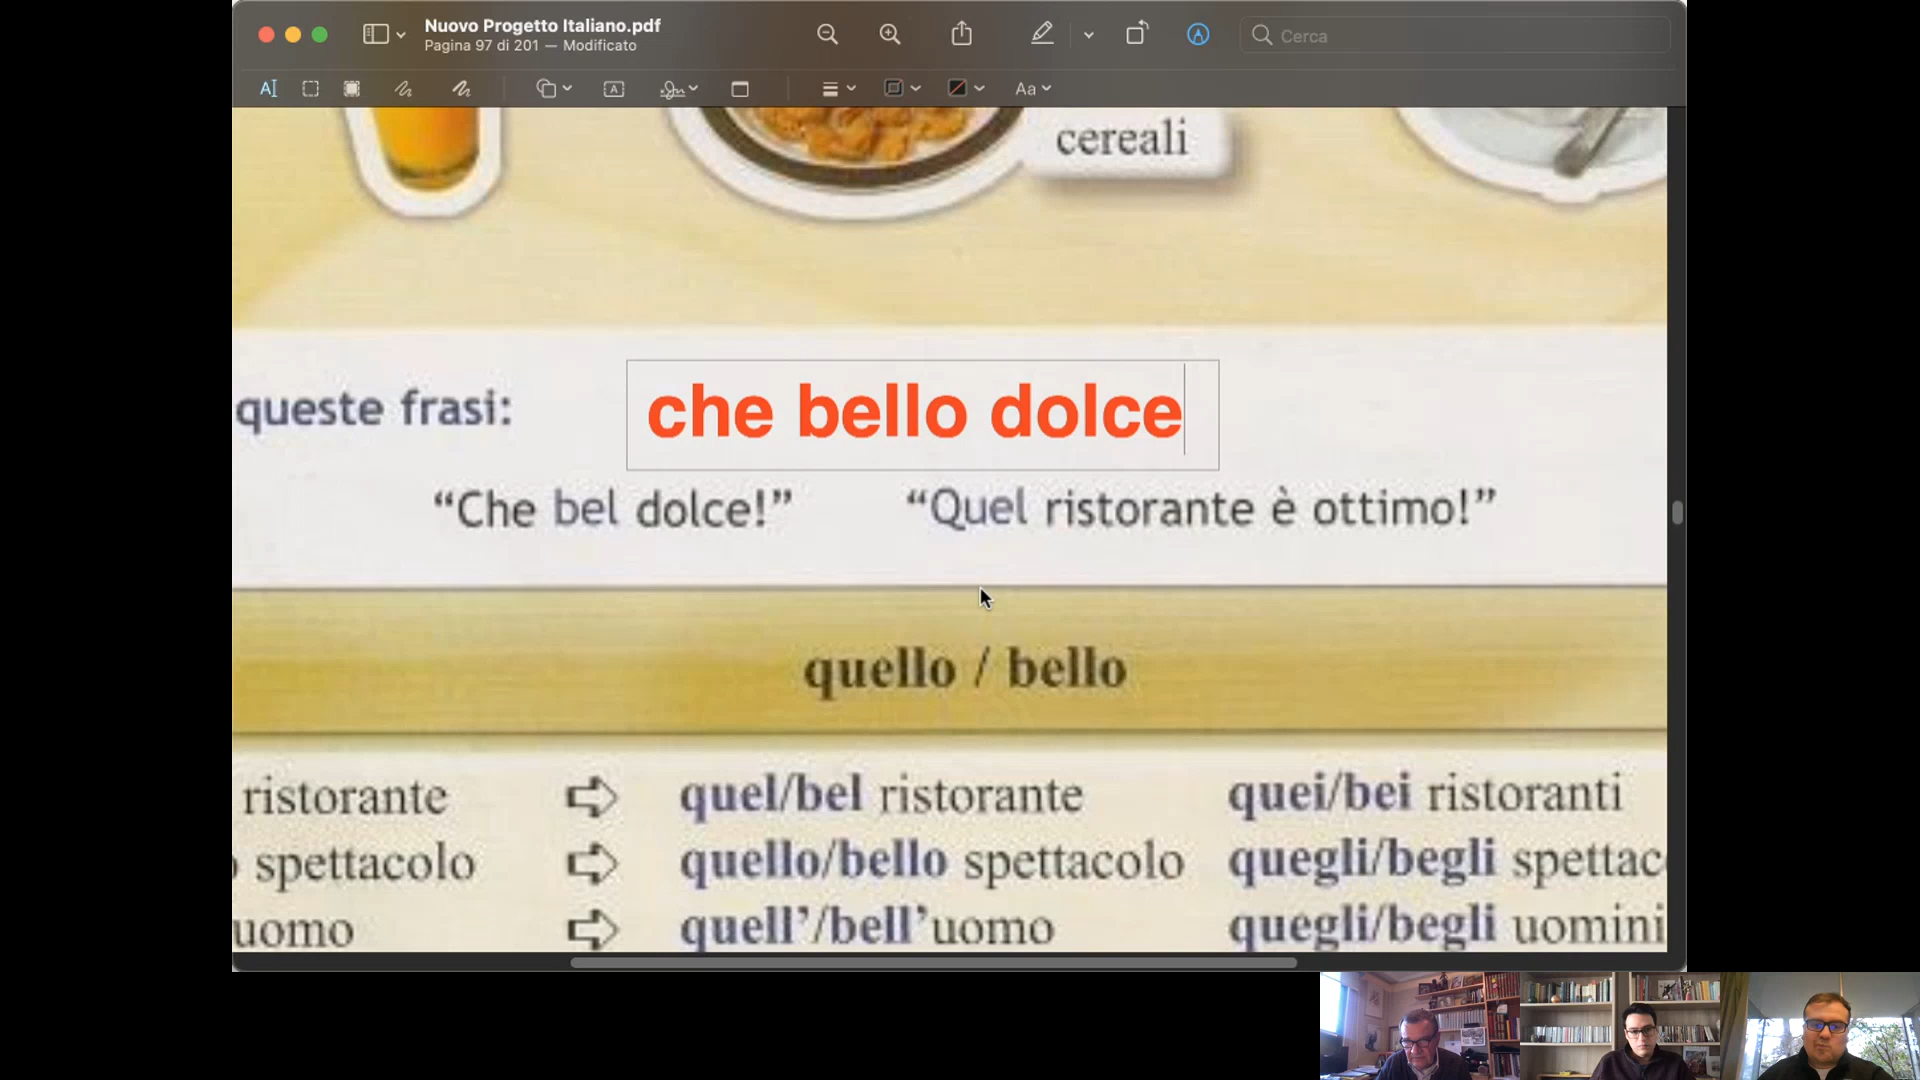 Nuovo Progetto Italiano.pdf
Pagina 97 di 201 — Modificato
Cerca
Aa
cereali
queste frasi:
che bello dolce
“Che bel dolce!” “Quel ristorante è ottimo!”
quello / bello
ristorante quel/bel ristorante quei/bei ristoranti
spettacolo quello/bello spettacolo quegli/begli spettac
uomo quell’/bell’uomo quegli/begli uomini